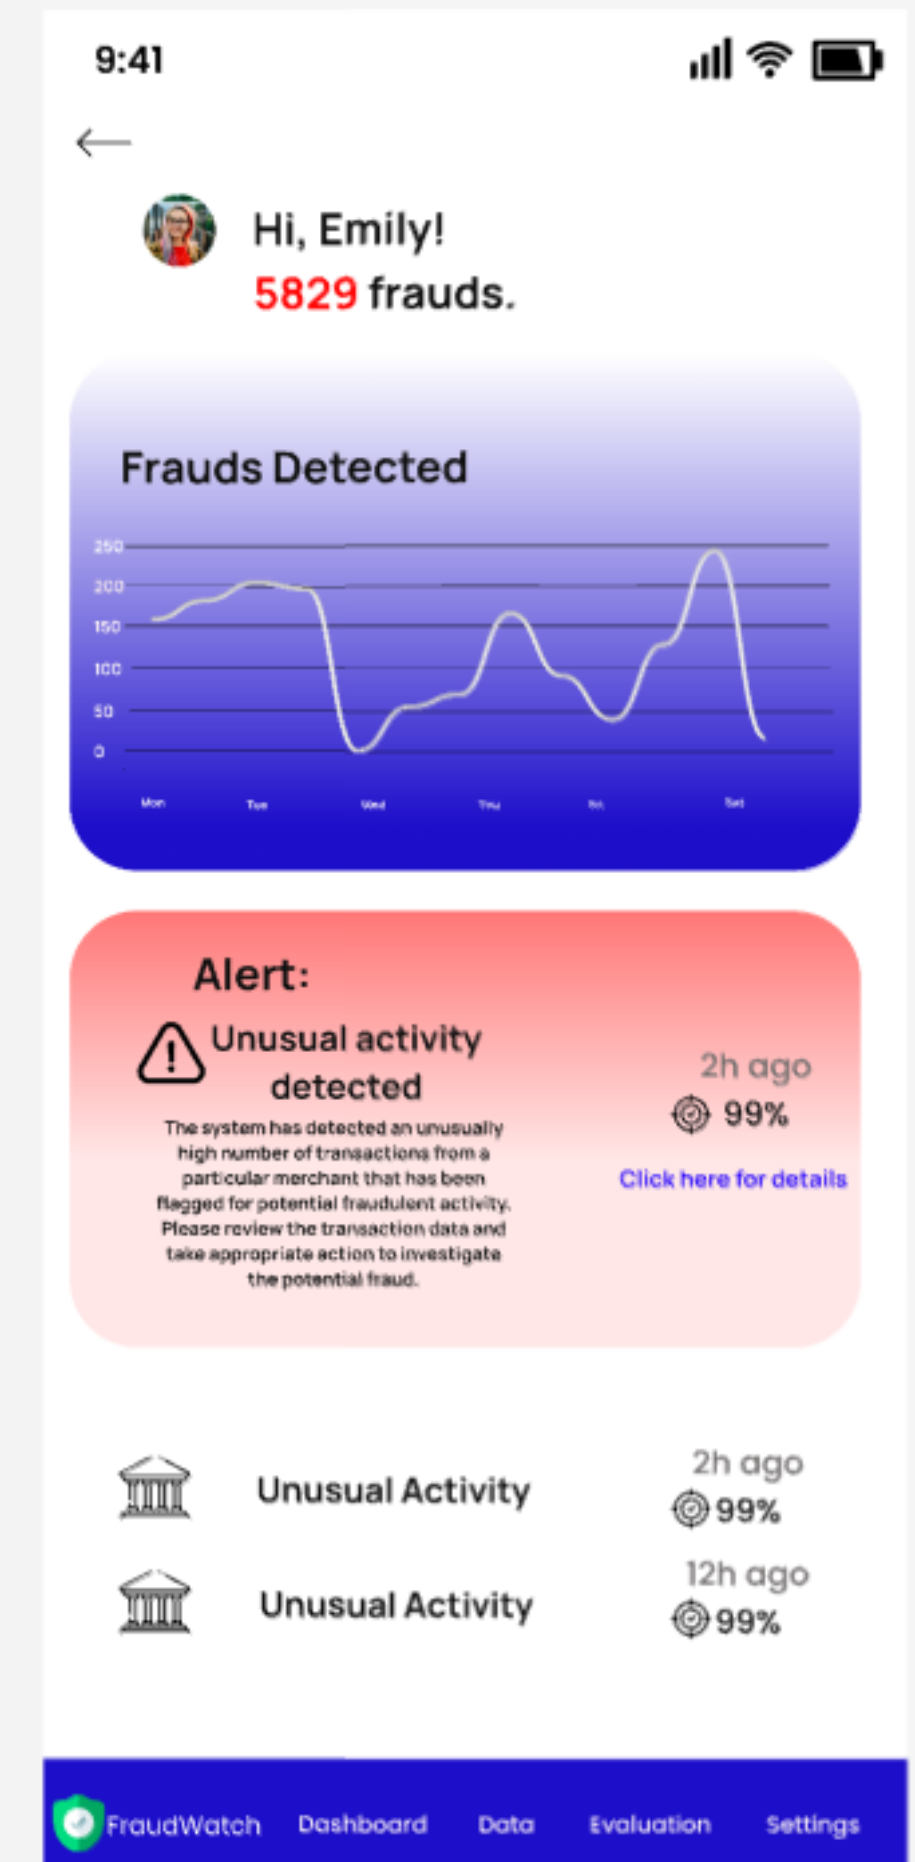 9:41
Hi, Emily!
5829 frauds.
Frauds Detected
250
200
150
100
50
0
Mon Tue Wed Thu Fri Sat
Alert:
Unusual activity
detected
The system has detected an unusually
high number of transactions from a
particular merchant that has been
flagged for potential fraudulent activity.
Please review the transaction data and
take appropriate action to investigate
the potential fraud.
2h ago
99%
Click here for details
Unusual Activity
2h ago
99%
Unusual Activity
12h ago
99%
FraudWatch Dashboard Data Evaluation Settings